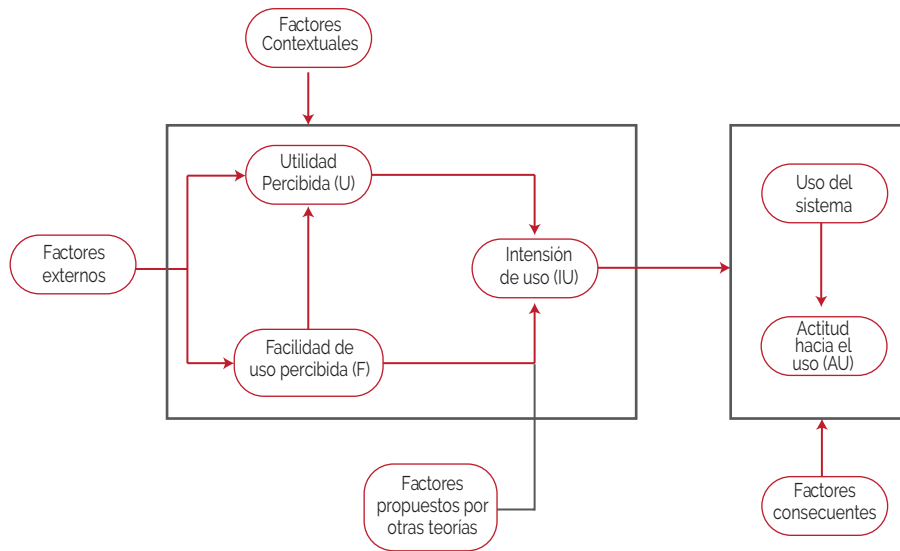 Factores
Contextuales
Utilidad
Percibida (U)
Uso del
sistema
Factores
externos
Intensión
de uso (IU)
Facilidad de
uso percibida (F)
Actitud
hacia el
uso (AU)
Factores
propuestos por
otras teorías
Factores
consecuentes